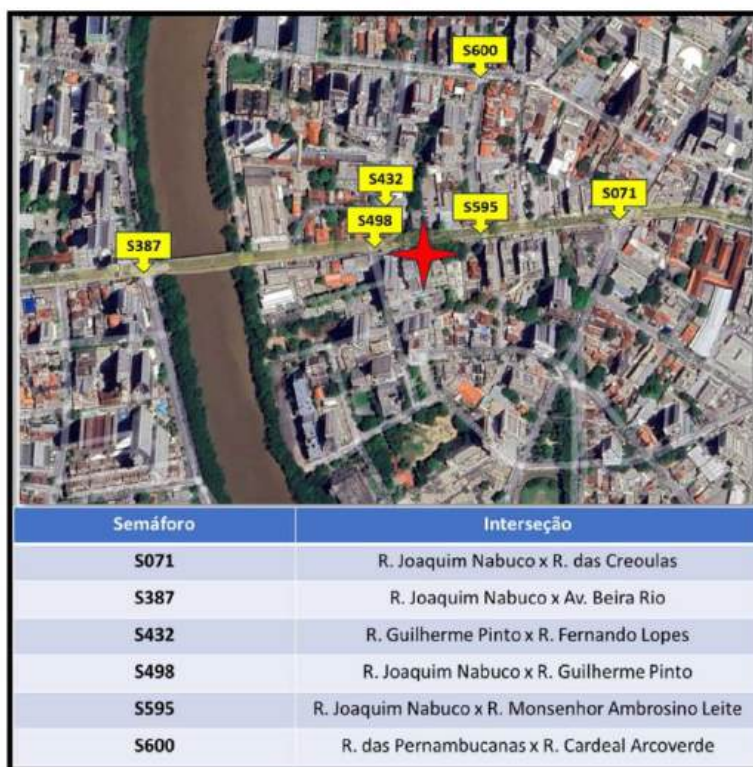 S600
S432
S595
S071
S498
S387
Semáforo Interseção
S071 R. Joaquim Nabuco x R. das Creoulas
S387 R. Joaquim Nabuco x Av. Beira Rio
S432 R. Guilherme Pinto x R. Fernando Lopes
S498 R. Joaquim Nabuco x R. Guilherme Pinto
S595 R. Joaquim Nabuco x R. Monsenhor Ambrosino Leite
S600 R. das Pernambucanas x R. Cardeal Arcoverde